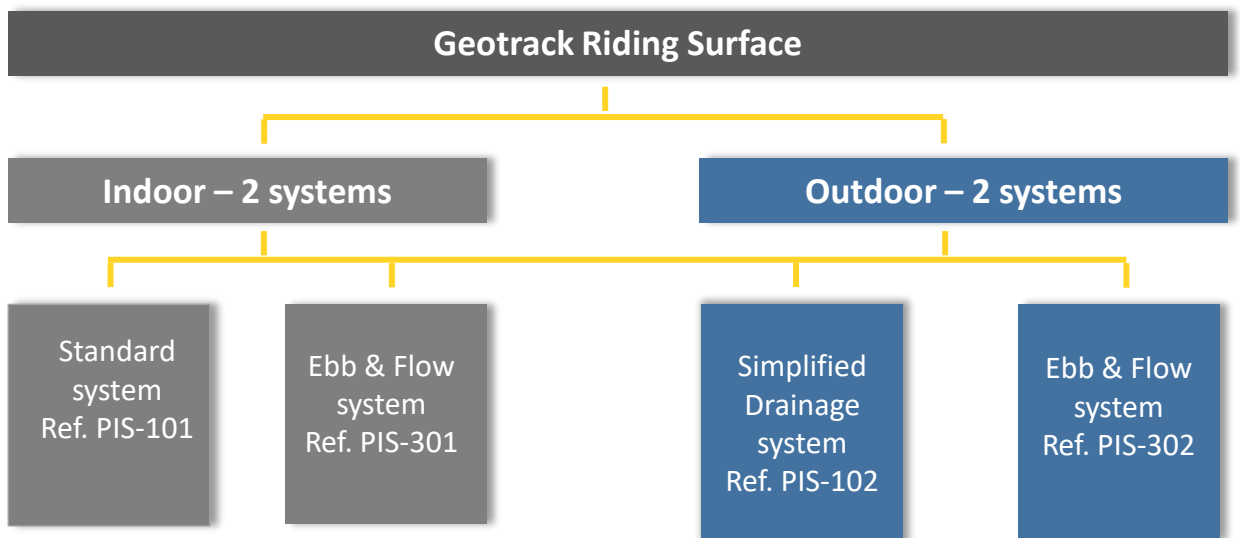 Geotrack Riding Surface
Indoor – 2 systems
Outdoor – 2 systems
Standard
system
Ref. PIS-101
Ebb & Flow
system
Ref. PIS-301
Simplified
Drainage
system
Ref. PIS-102
Ebb & Flow
system
Ref. PIS-302